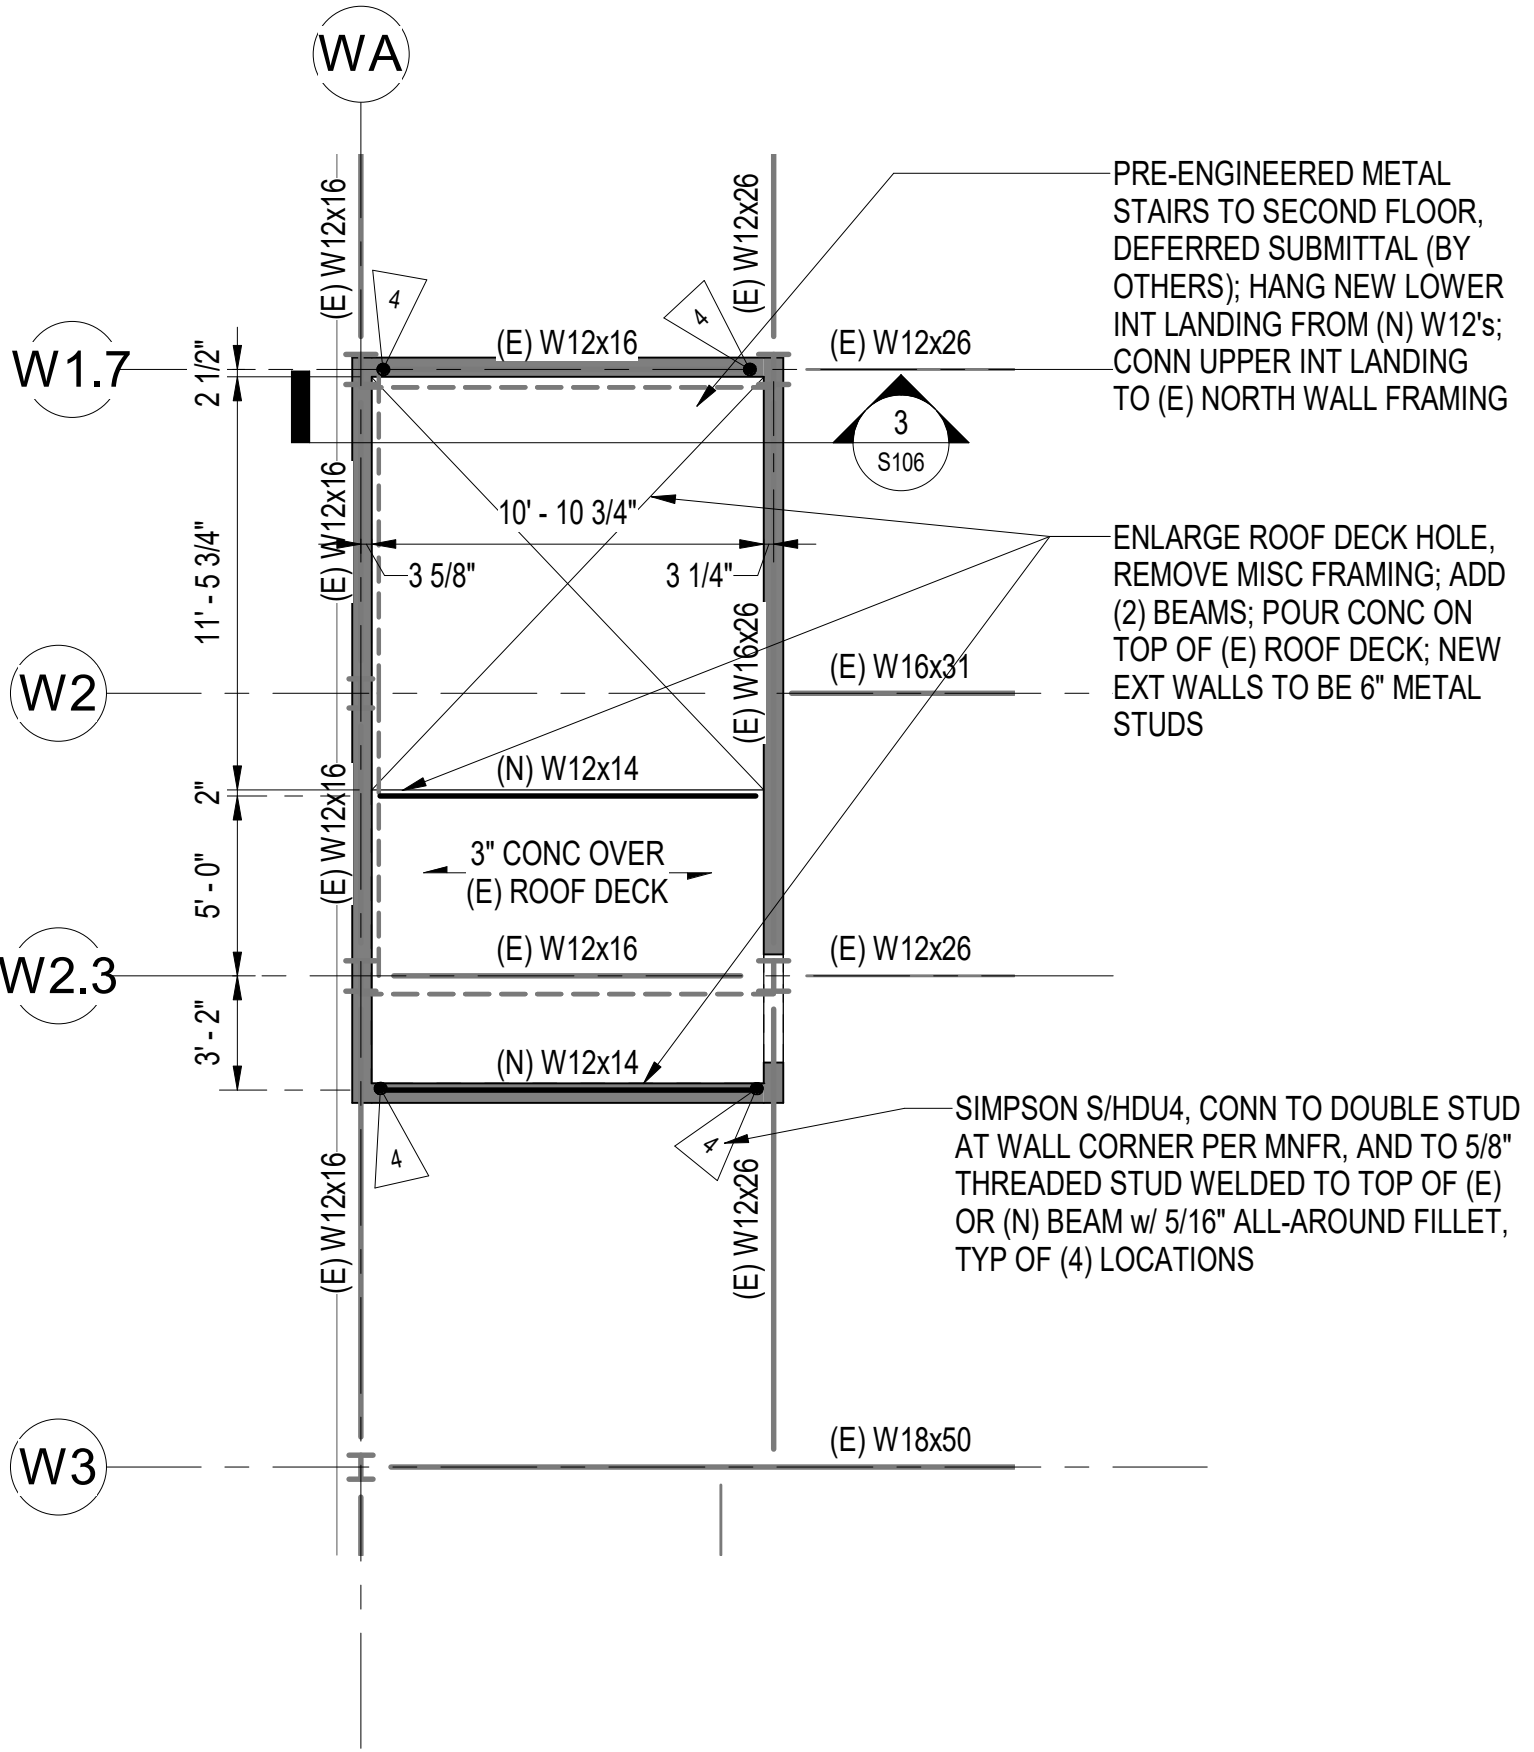 WA
(E) W12x16
(E) W12x26
4
4
(E) W12x16
(E) W12x26
W1.7
2 1/2"
PRE-ENGINEERED METAL
STAIRS TO SECOND FLOOR,
DEFERRED SUBMITTAL (BY
OTHERS); HANG NEW LOWER
INT LANDING FROM (N) W12's;
CONN UPPER INT LANDING
TO (E) NORTH WALL FRAMING
3
S106
(E) W12x16
10' - 10 3/4"
3 5/8"
3 1/4"
11' - 5 3/4"
ENLARGE ROOF DECK HOLE,
REMOVE MISC FRAMING; ADD
(2) BEAMS; POUR CONC ON
TOP OF (E) ROOF DECK; NEW
EXT WALLS TO BE 6" METAL
STUDS
(E) W16x26
(E) W16x31
W2
(N) W12x14
2"
(E) W12x16
3" CONC OVER
(E) ROOF DECK
5' - 0"
(E) W12x16
(E) W12x26
W2.3
3' - 2"
(N) W12x14
4
4
SIMPSON S/HDU4, CONN TO DOUBLE STUD
AT WALL CORNER PER MNFR, AND TO 5/8"
THREADED STUD WELDED TO TOP OF (E)
OR (N) BEAM w/ 5/16" ALL-AROUND FILLET,
TYP OF (4) LOCATIONS
(E) W12x16
(E) W12x26
(E) W18x50
W3